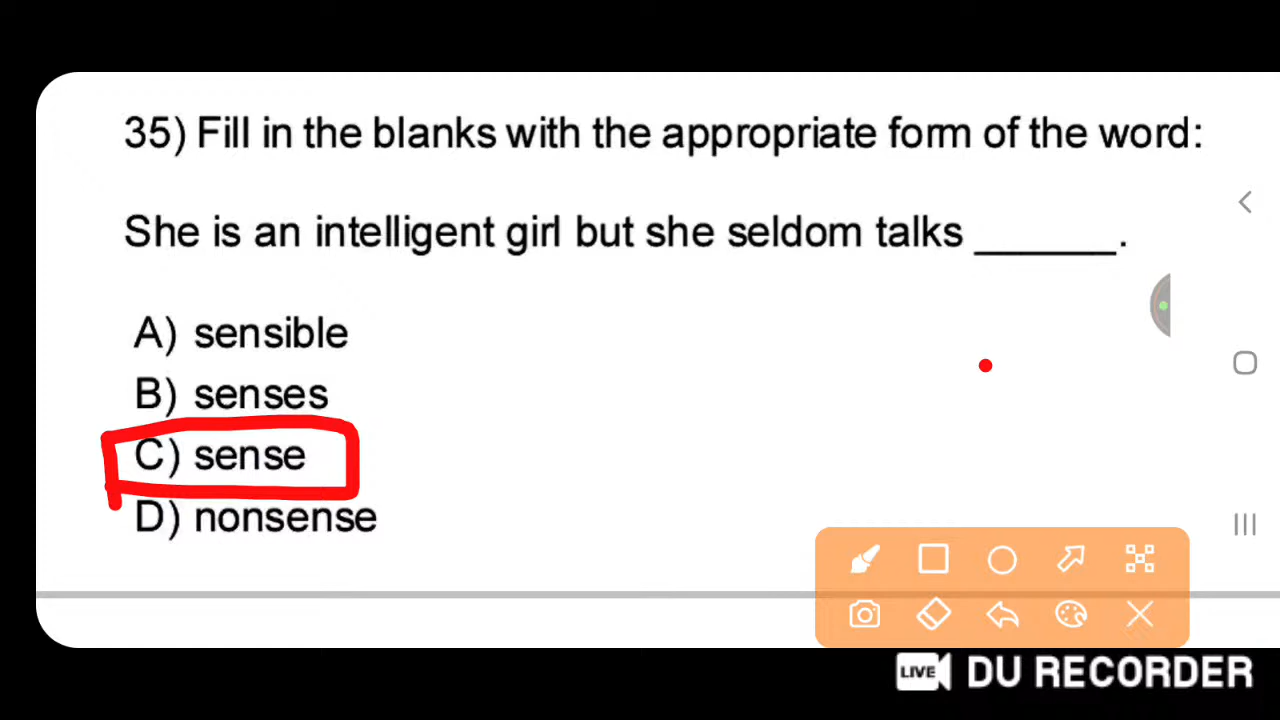 35) Fill in the blanks with the appropriate form of the word:
She is an intelligent girl but she seldom talks ______.
A) sensible
B) senses
C) sense
D) nonsense
LIVE DU RECORDER